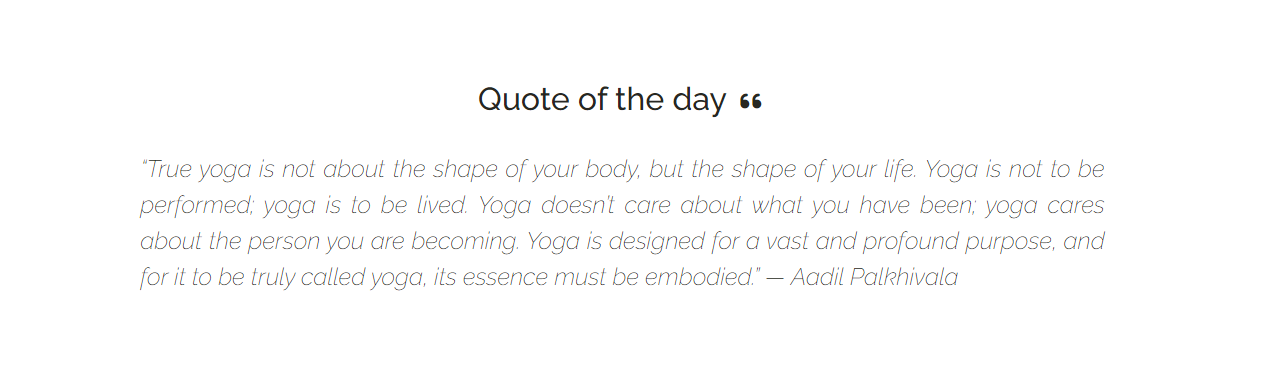 Quote of the day ❝
“True yoga is not about the shape of your body, but the shape of your life. Yoga is not to be
performed; yoga is to be lived. Yoga doesn’t care about what you have been; yoga cares
about the person you are becoming. Yoga is designed for a vast and profound purpose, and
for it to be truly called yoga, its essence must be embodied.” — Aadil Palkhivala